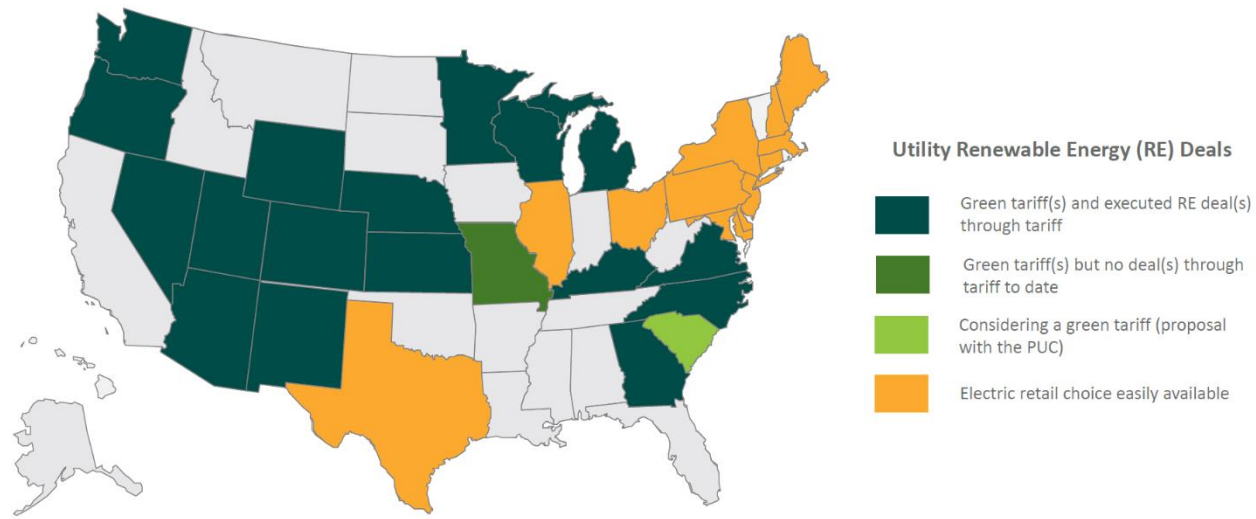 Utility Renewable Energy (RE) Deals
Green tariff(s) and executed RE deal(s)
through tariff
Green tariff(s) but no deal(s) through
tariff to date
Considering a green tariff (proposal
with the PUC)
Electric retail choice easily available